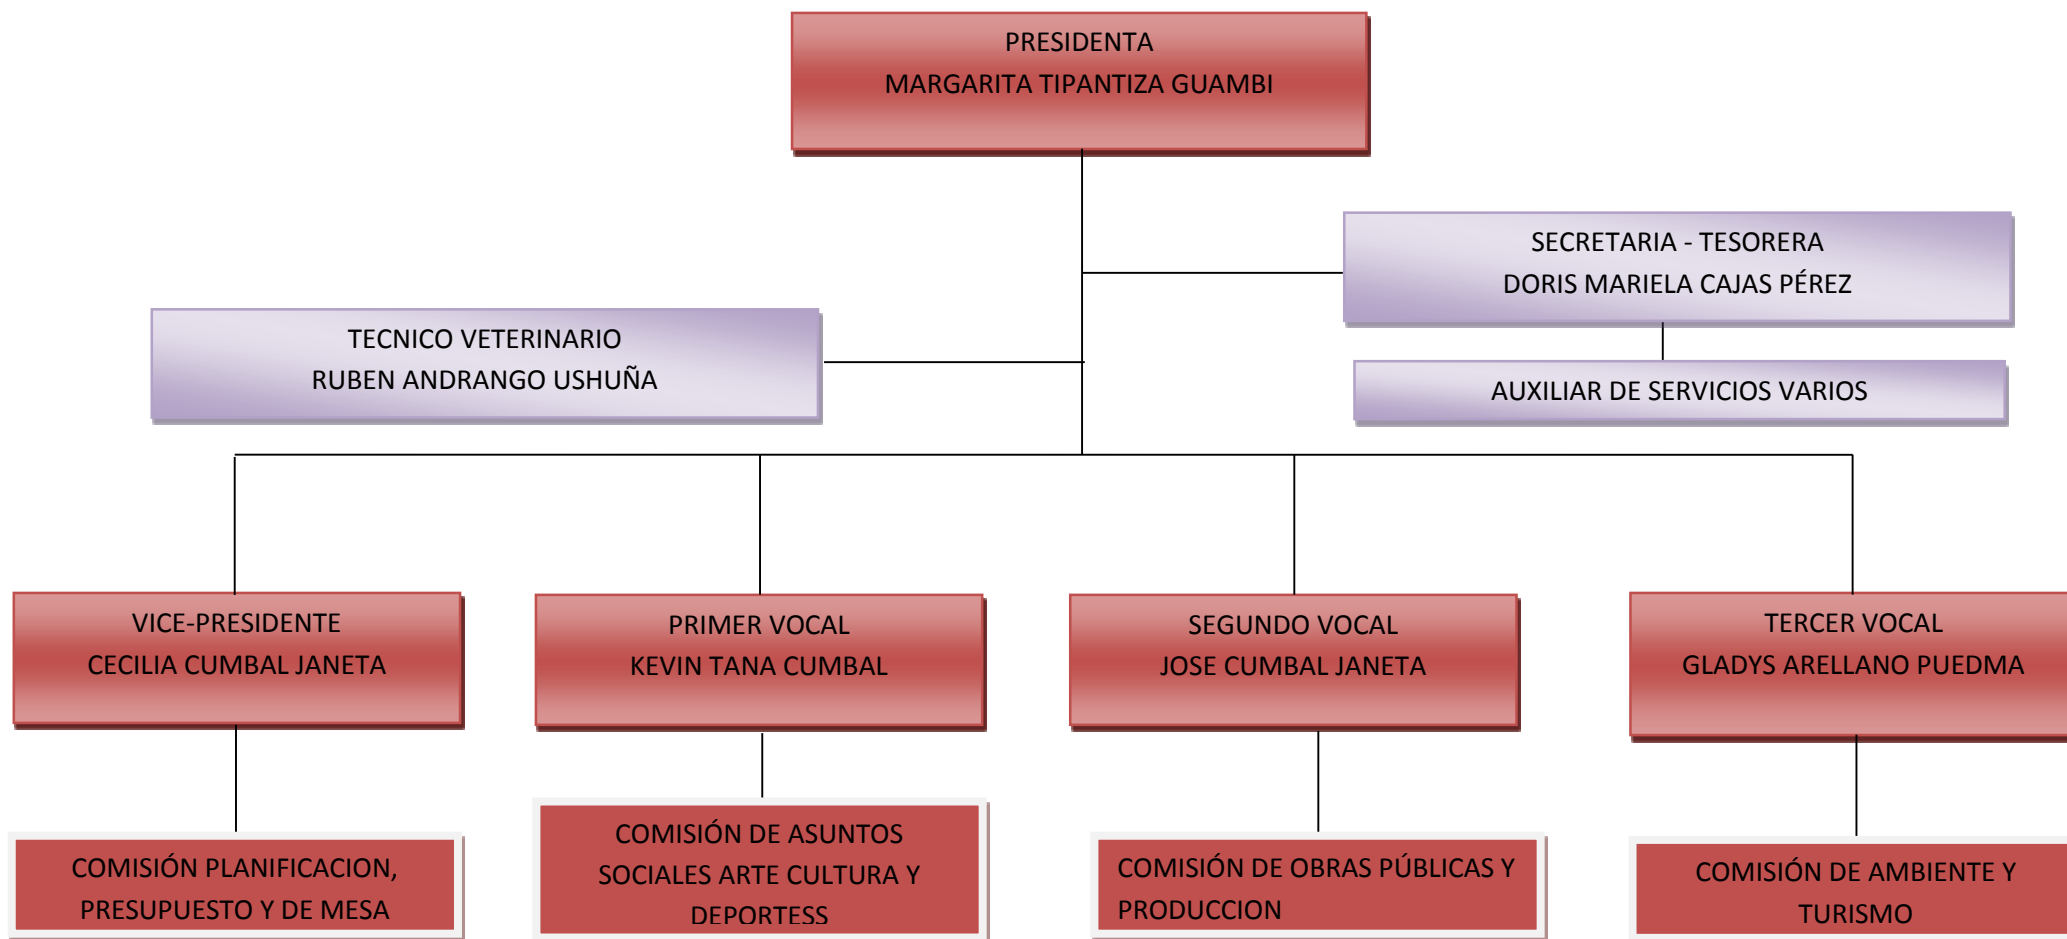 PRESIDENTA
MARGARITA TIPANTIZA GUAMBI
SECRETARIA - TESORERA
DORIS MARIELA CAJAS PÉREZ
TECNICO VETERINARIO
RUBEN ANDRANGO USHUÑA
AUXILIAR DE SERVICIOS VARIOS
VICE-PRESIDENTE
CECILIA CUMBAL JANETA
PRIMER VOCAL
KEVIN TANA CUMBAL
SEGUNDO VOCAL
JOSE CUMBAL JANETA
TERCER VOCAL
GLADYS ARELLANO PUEDMA
COMISIÓN PLANIFICACION,
PRESUPUESTO Y DE MESA
COMISIÓN DE ASUNTOS
SOCIALES ARTE CULTURA Y
DEPORTESS
COMISIÓN DE OBRAS PÚBLICAS Y
PRODUCCION
COMISIÓN DE AMBIENTE Y
TURISMO